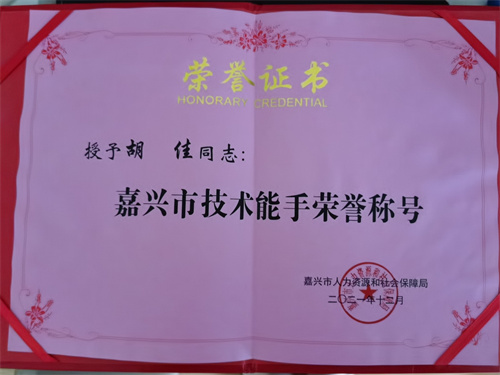 荣誉证书
HONORARY CREDENTIAL
授予胡 佳同志:
嘉兴市技术能手荣誉称号
嘉兴市人力资源和社会保障局
二〇二一年十二月